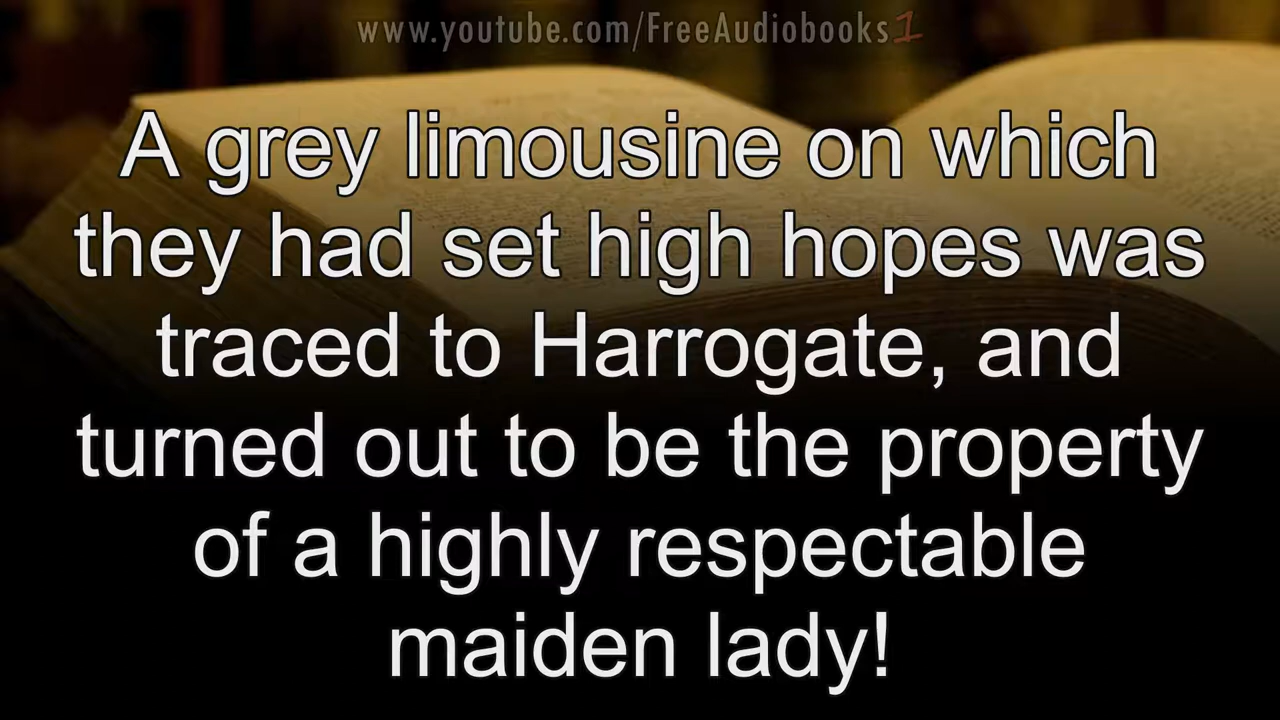 www.youtube.com/FreeAudiobooks1
A grey limousine on which
they had set high hopes was
traced to Harrogate, and
turned out to be the property
of a highly respectable
maiden lady!